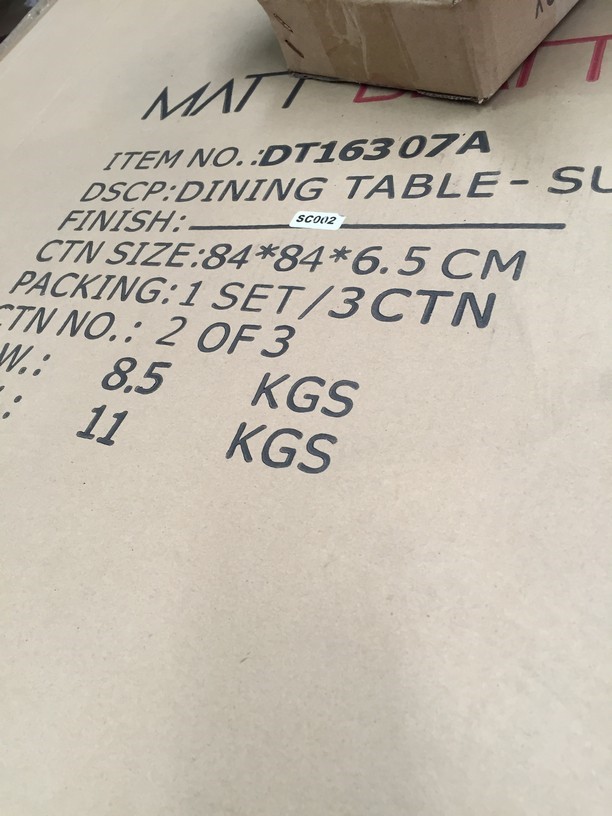 MATT
ITEM NO.:DT16307A
DSCP:DINING TABLE- SU
FINISH: SC002
CTN SIZE:84*84*6.5 CM
PACKING:1 SET/3CTN
CTN NO.: 2 OF 3
W.: 8.5 KGS
.: 11 KGS